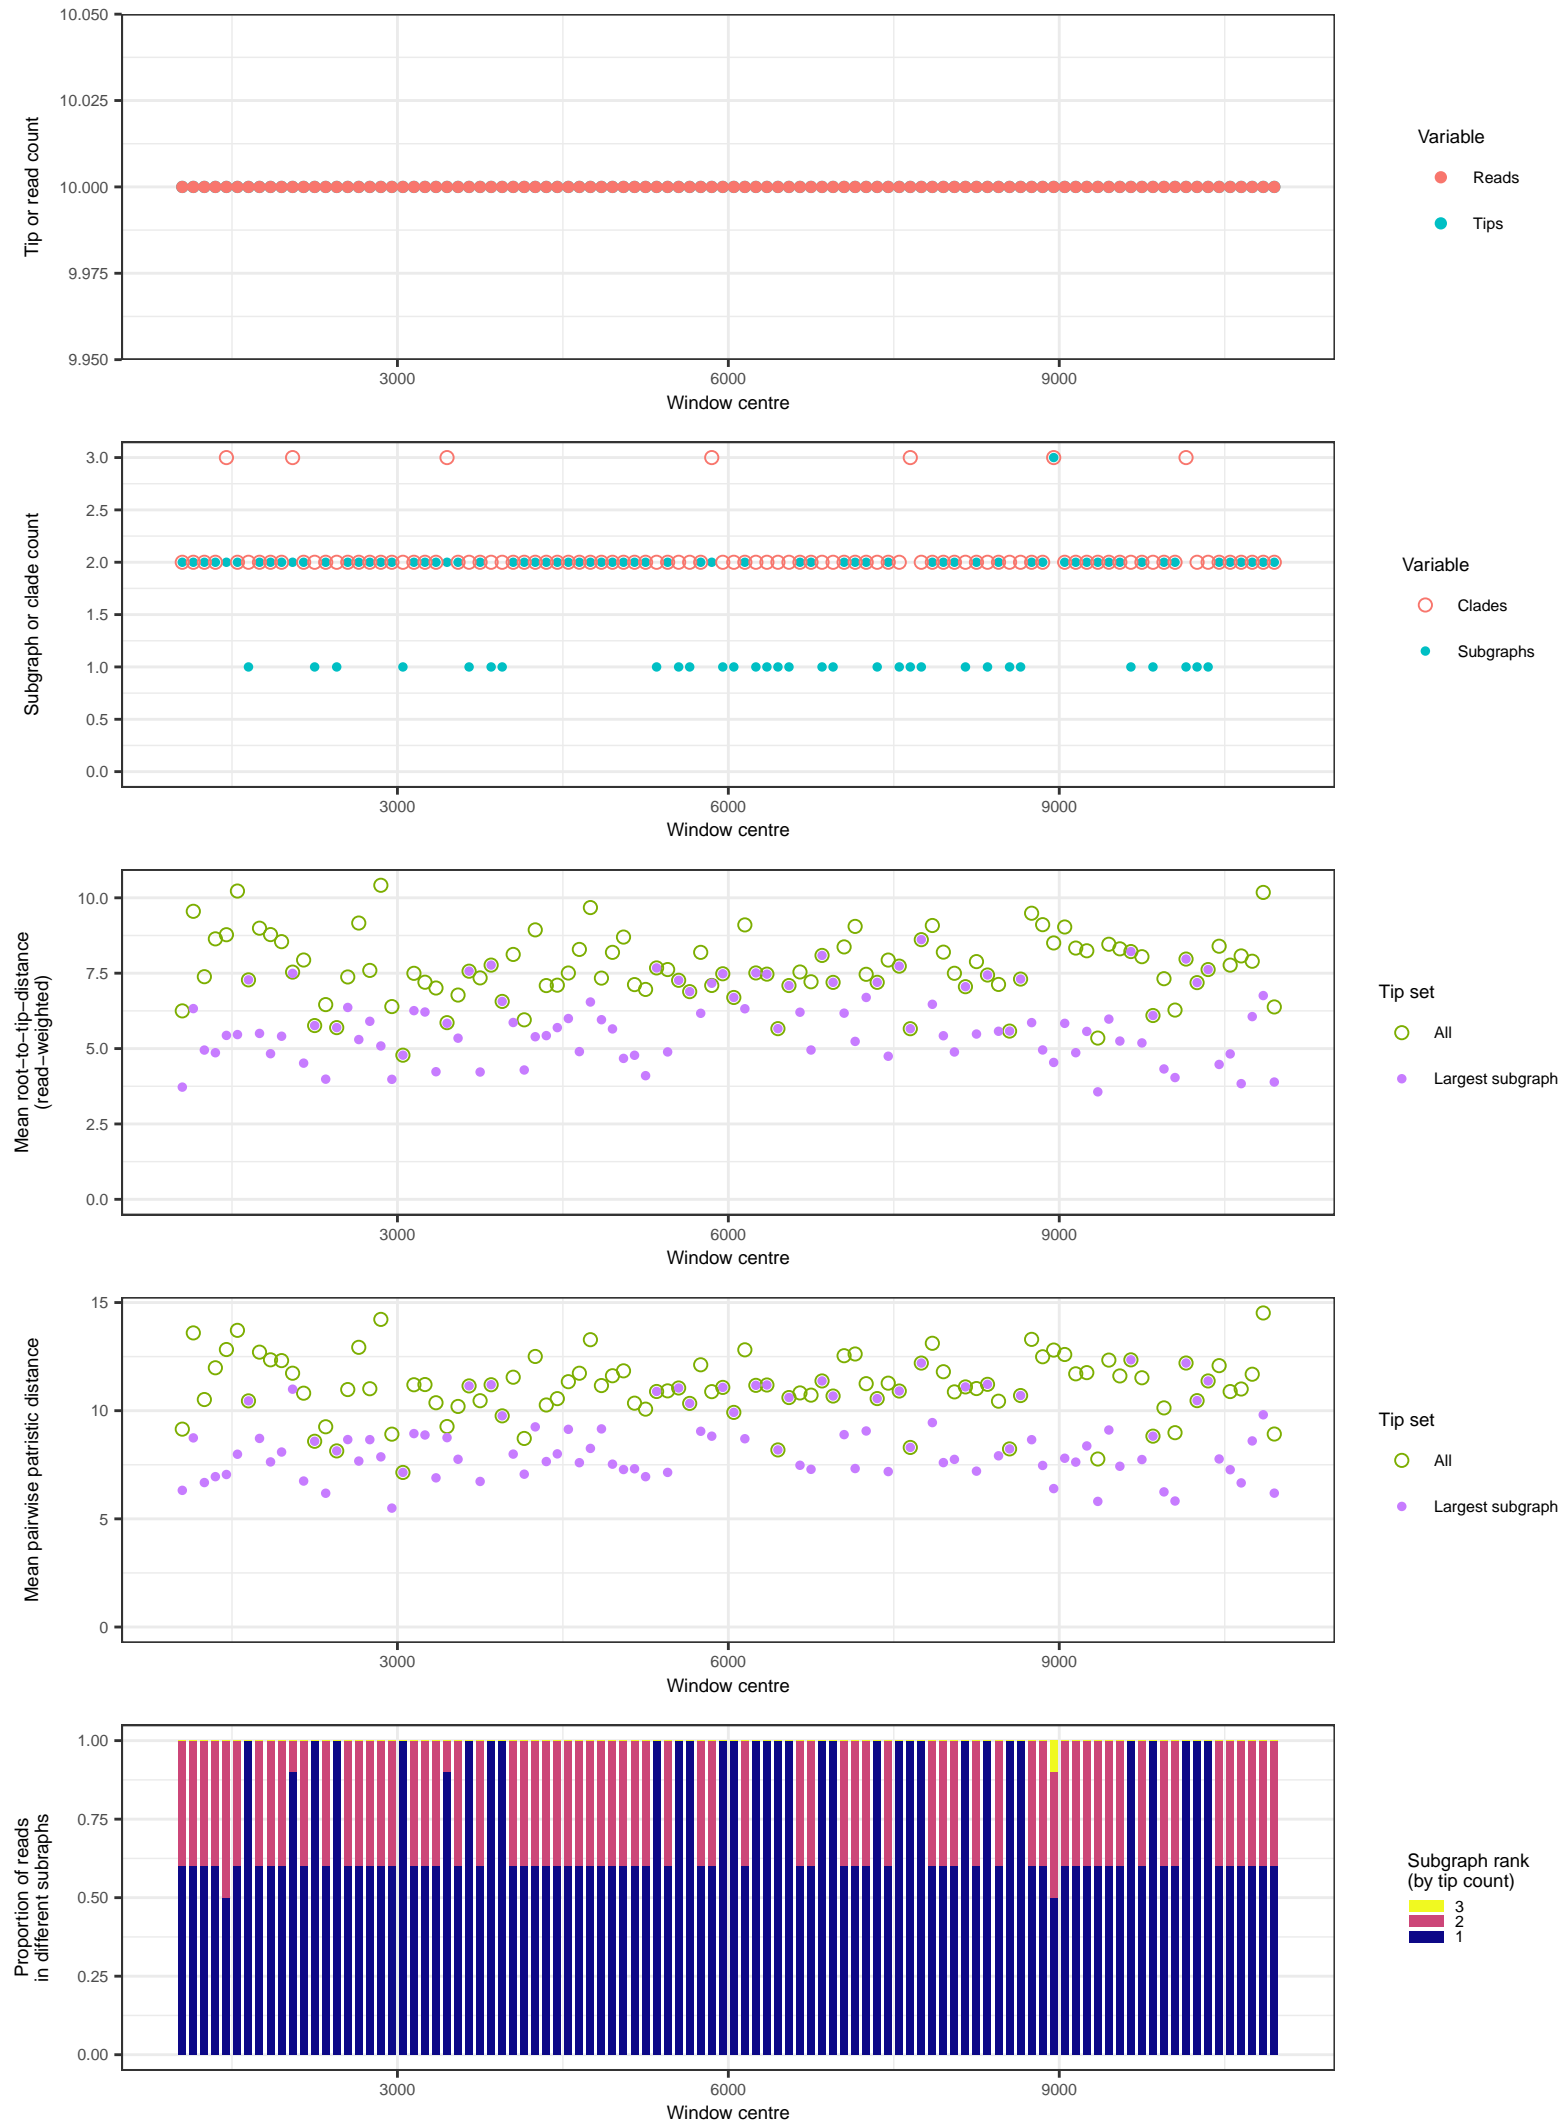 10.050
10.025
10.000
9.975
9.950
Tip or read count
3000 6000 9000
Window centre
Variable
Reads
Tips
3.0
2.5
2.0
1.5
1.0
0.5
0.0
Subgraph or clade count
3000 6000 9000
Window centre
Variable
Clades
Subgraphs
10.0
7.5
5.0
2.5
0.0
Mean root−to−tip−distance
(read−weighted)
3000 6000 9000
Window centre
Tip set
All
Largest subgraph
15
10
5
0
Mean pairwise patristic distance
3000 6000 9000
Window centre
Tip set
All
Largest subgraph
1.00
0.75
0.50
0.25
0.00
Proportion of reads
in different subraphs
3000 6000 9000
Window centre
Subgraph rank
(by tip count)
3
2
1